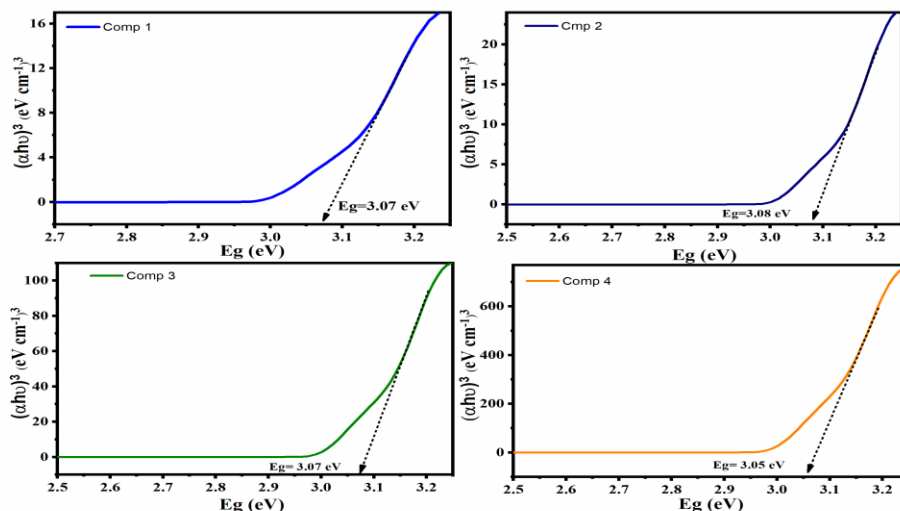 Comp 1
(αhυ)³ (eV cm⁻¹)³
16
12
8
4
0
Eg=3.07 eV
2.7 2.8 2.9 3.0 3.1 3.2
Eg (eV)
Cmp 2
(αhυ)³ (eV cm⁻¹)³
20
15
10
5
0
Eg=3.08 eV
2.5 2.6 2.7 2.8 2.9 3.0 3.1 3.2
Eg (eV)
Comp 3
(αhυ)³ (eV cm⁻¹)³
100
80
60
40
20
0
Eg= 3.07 eV
2.5 2.6 2.7 2.8 2.9 3.0 3.1 3.2
Eg (eV)
Comp 4
(αhυ)³ (eV cm⁻¹)³
600
400
200
0
Eg= 3.05 eV
2.5 2.6 2.7 2.8 2.9 3.0 3.1 3.2
Eg (eV)